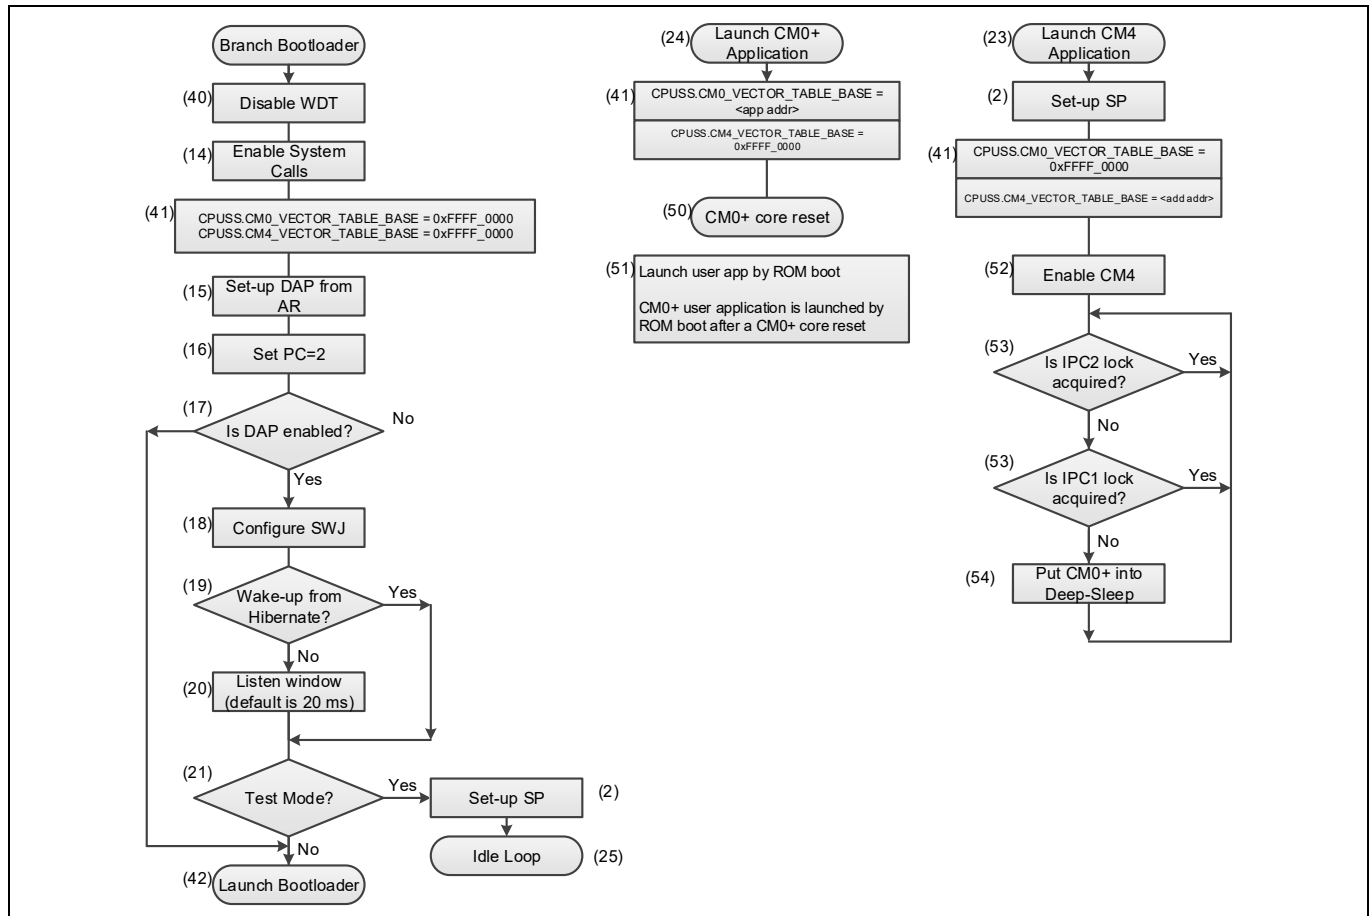 Branch Bootloader
(40)
Disable WDT
(14)
Enable System
Calls
(41)
CPUSS.CM0_VECTOR_TABLE_BASE = 0xFFFF_0000
CPUSS.CM4_VECTOR_TABLE_BASE = 0xFFFF_0000
(15)
Set-up DAP from
AR
(16)
Set PC=2
(17)
Is DAP enabled?
No
Yes
(18)
Configure SWJ
(19)
Wake-up from
Hibernate?
Yes
No
(20)
Listen window
(default is 20 ms)
(21)
Test Mode?
Yes
Set-up SP
(2)
Idle Loop
(25)
No
(42)
Launch Bootloader
(24)
Launch CM0+
Application
(41)
CPUSS.CM0_VECTOR_TABLE_BASE =
<app addr>
CPUSS.CM4_VECTOR_TABLE_BASE =
0xFFFF_0000
(50)
CM0+ core reset
(51)
Launch user app by ROM boot
CM0+ user application is launched by
ROM boot after a CM0+ core reset
(23)
Launch CM4
Application
(2)
Set-up SP
(41)
CPUSS.CM0_VECTOR_TABLE_BASE =
0xFFFF_0000
CPUSS.CM4_VECTOR_TABLE_BASE = <add addr>
(52)
Enable CM4
(53)
Is IPC2 lock
acquired?
Yes
No
(53)
Is IPC1 lock
acquired?
Yes
No
(54)
Put CM0+ into
Deep-Sleep